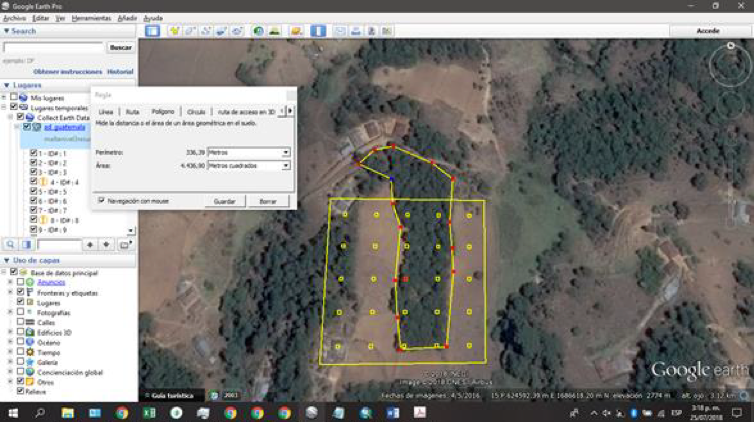 Google Earth Pro
Archivo Editar Ver Herramientas Añadir Ayuda
Search
Buscar
Accede
ejemplo: DF
Obtener instrucciones Historial
Lugares
Mis lugares
Lugares temporales
Collect Earth Data
ad_guatemala
1 - ID# : 1
2 - ID# : 2
3 - ID# : 3
4 - ID# : 4
5 - ID# : 5
6 - ID# : 6
7 - ID# : 7
8 - ID# : 8
9 - ID# : 9
Regla
Línea Ruta Polígono Círculo ruta de acceso en 3D
Mide la distancia o el área de un área geométrica en el suelo.
Perímetro: 336,39 Metros
Área: 4.436,90 Metros cuadrados
Navegación con mouse Guardar Borrar
Uso de capas
Base de datos principal
Anuncios
Fronteras y etiquetas
Lugares
Fotografías
Calles
Edificios 3D
Océano
Tiempo
Galería
Concienciación global
Otros
Relieve
Google earth
Guía turística 2003
Fechas de imágenes: 4/5/2016 15 P 624592.39 m E 1686618.20 m N elevación 2774 m alt. ojo 3.12 km
ESP
3:18 p. m.
25/07/2018